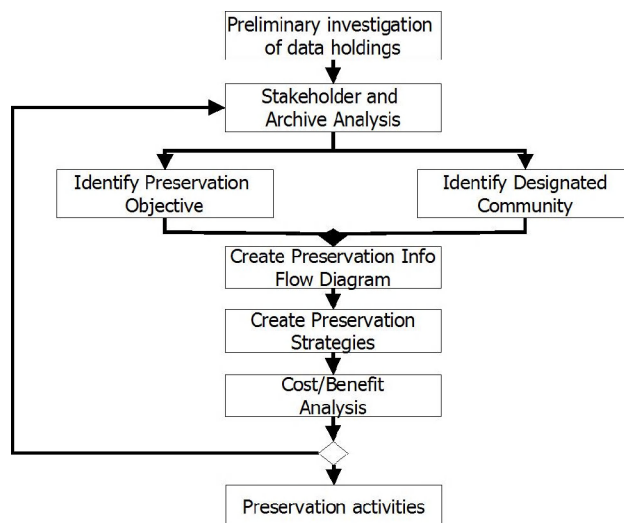 Preliminary investigation
of data holdings
Stakeholder and
Archive Analysis
Identify Preservation
Objective
Identify Designated
Community
Create Preservation Info
Flow Diagram
Create Preservation
Strategies
Cost/Benefit
Analysis
Preservation activities